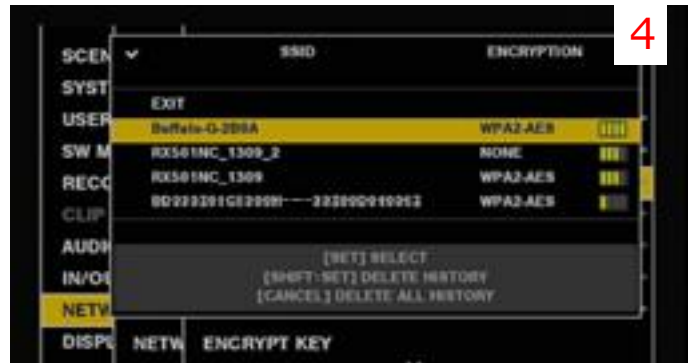 4
SSID ENCRYPTION
SCEN
SYST
EXIT
USER
Buffalo-G-2B0A WPA2-AES
SW M RX501NC_1309_2 NONE
RECO RX501NC_1309 WPA2-AES
WPA2-AES
CLIP
AUDI
[SET] SELECT
IN/OU [SHIFT+SET] DELETE HISTORY
[CANCEL] DELETE ALL HISTORY
NETW
DISPL NETW ENCRYPT KEY